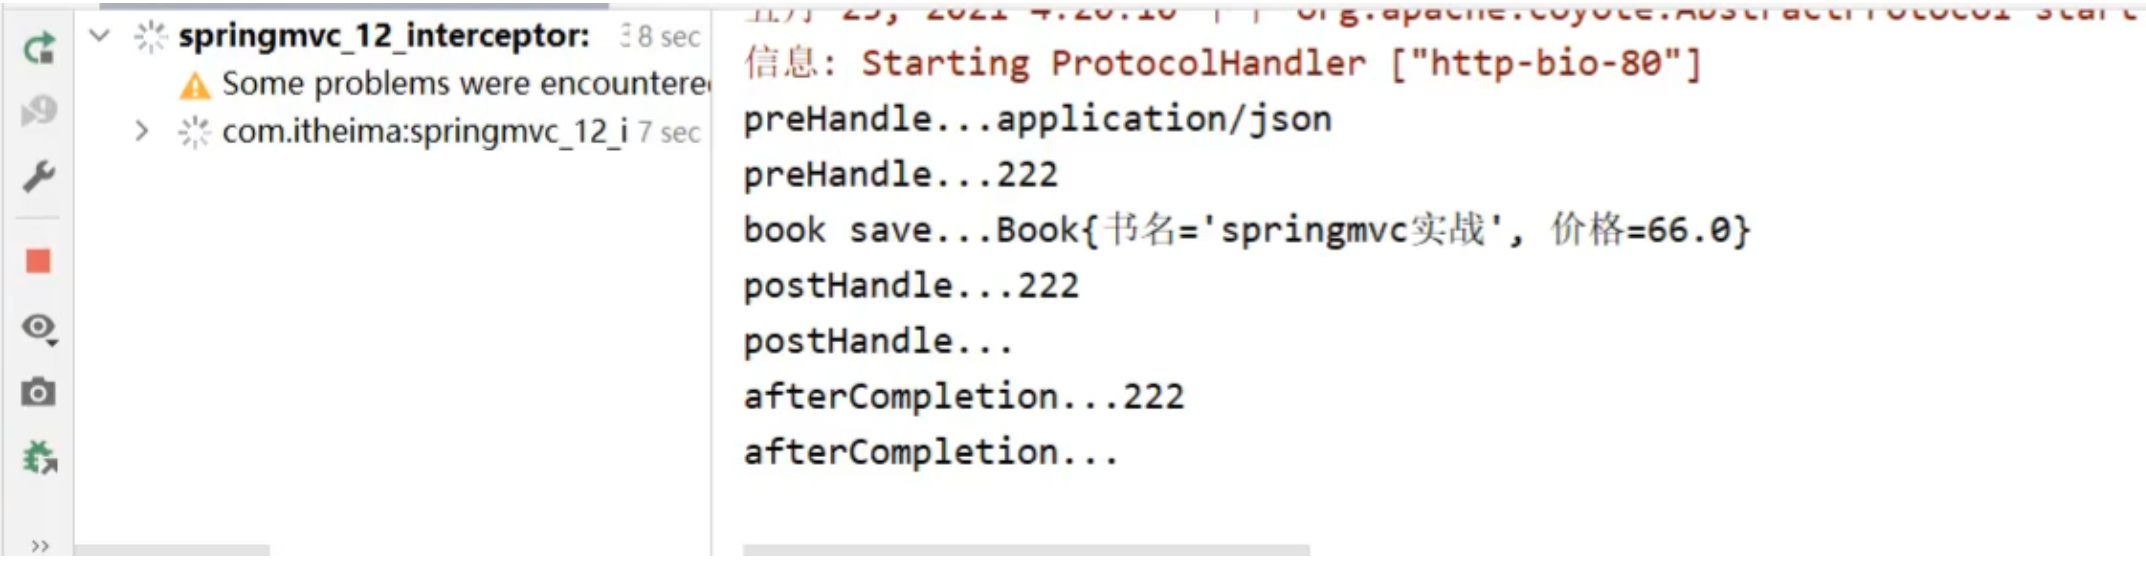 springmvc_12_interceptor: 38 sec
Some problems were encountere
com.itheima:springmvc_12_i 7 sec
信息: Starting ProtocolHandler ["http-bio-80"]
preHandle...application/json
preHandle...222
book save...Book{书名='springmvc实战', 价格=66.0}
postHandle...222
postHandle...
afterCompletion...222
afterCompletion...